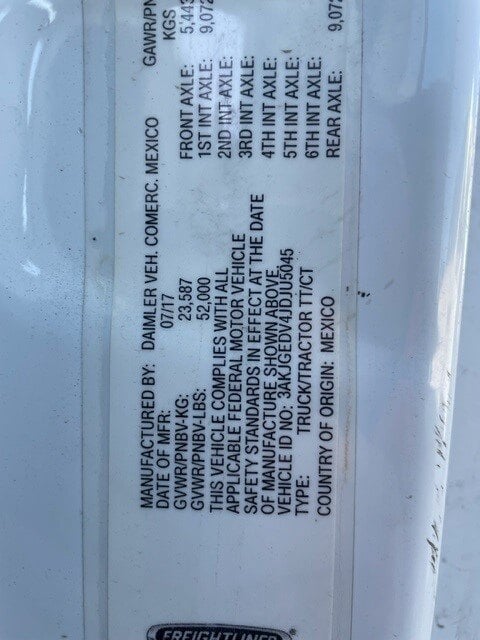 MANUFACTURED BY: DAIMLER VEH. COMERC. MEXICO
DATE OF MFR: 07/17
GVWR/PNBV-KG: 23,587
GVWR/PNBV-LBS: 52,000
THIS VEHICLE COMPLIES WITH ALL
APPLICABLE FEDERAL MOTOR VEHICLE
SAFETY STANDARDS IN EFFECT AT THE DATE
OF MANUFACTURE SHOWN ABOVE.
VEHICLE ID NO: 3AKJGEDV4JDJU5045
TYPE: TRUCK/TRACTOR TT/CT
COUNTRY OF ORIGIN: MEXICO
GAWR/PN
KGS
FRONT AXLE: 5,443
1ST INT AXLE: 9,072
2ND INT AXLE:
3RD INT AXLE:
4TH INT AXLE:
5TH INT AXLE:
6TH INT AXLE:
REAR AXLE: 9,072
FREIGHTLINER